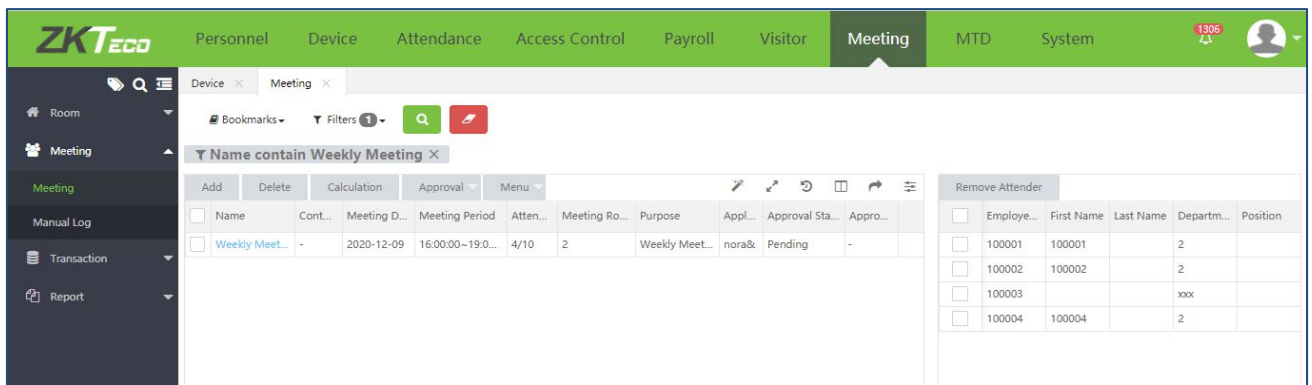 ZKTECO Personnel Device Attendance Access Control Payroll Visitor Meeting MTD System 1306
Device × Meeting ×
Room
Meeting
Meeting
Manual Log
Transaction
Report
Bookmarks Filters 1
Name contain Weekly Meeting ×
Add Delete Calculation Approval Menu
Name Cont... Meeting D... Meeting Period Atten... Meeting Ro... Purpose Appl... Approval Sta... Appro...
Weekly Meet... - 2020-12-09 16:00:00~19:0... 4/10 2 Weekly Meet... nora& Pending -
Remove Attender
Employe... First Name Last Name Departm... Position
100001 100001 2
100002 100002 2
100003 xxx
100004 100004 2